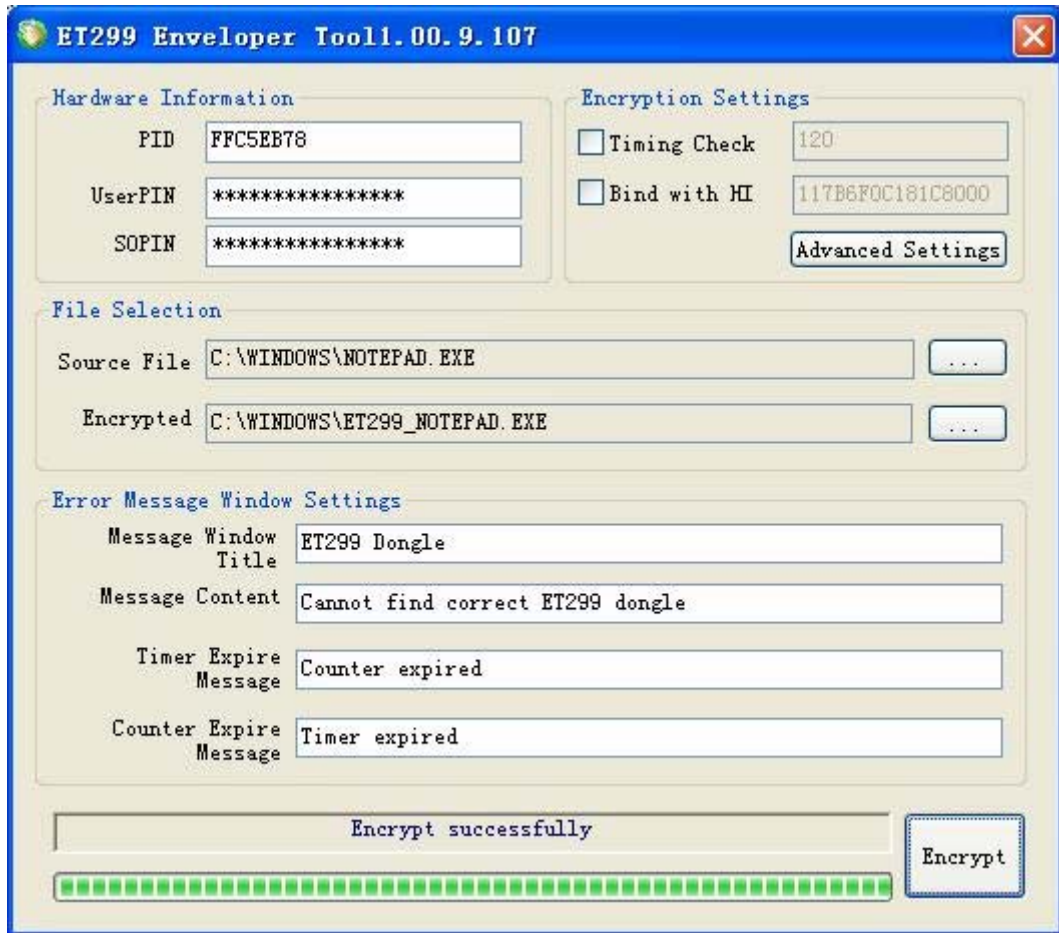 ET299 Enveloper Tool1.00.9.107
Hardware Information
PID FFC5EB78
UserPIN ****************
SOPIN ****************
Encryption Settings
Timing Check 120
Bind with HI 117B6F0C181C8000
Advanced Settings
File Selection
Source File C:\WINDOWS\NOTEPAD.EXE ...
Encrypted C:\WINDOWS\ET299_NOTEPAD.EXE ...
Error Message Window Settings
Message Window
Title
ET299 Dongle
Message Content Cannot find correct ET299 dongle
Timer Expire
Message
Counter expired
Counter Expire
Message
Timer expired
Encrypt successfully
Encrypt